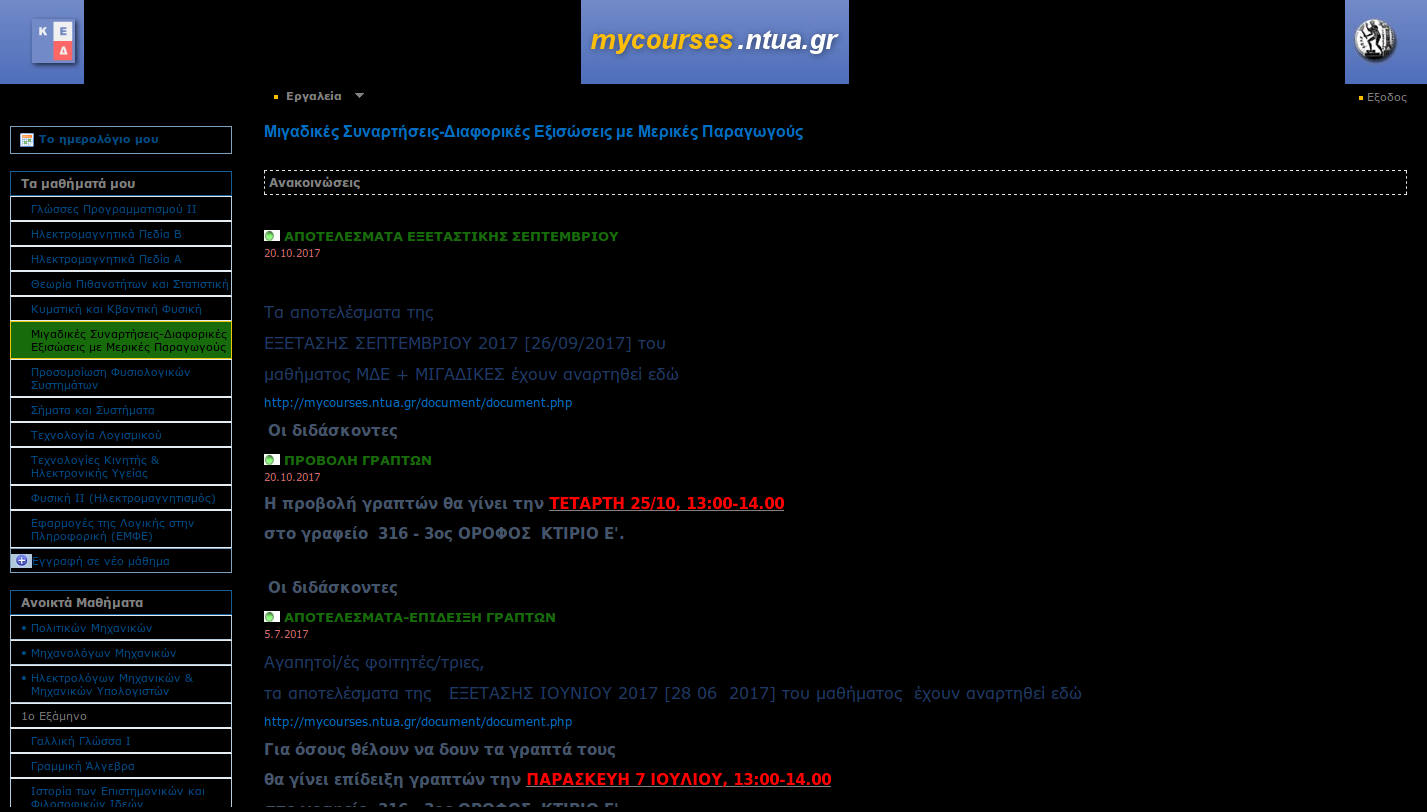 Κ Ε Δ
mycourses.ntua.gr
Εργαλεία
Εξοδος
Το ημερολόγιο μου
Τα μαθήματά μου
Γλώσσες Προγραμματισμού ΙΙ
Ηλεκτρομαγνητικά Πεδία Β
Ηλεκτρομαγνητικά Πεδία Α
Θεωρία Πιθανοτήτων και Στατιστική
Κυματική και Κβαντική Φυσική
Μιγαδικές Συναρτήσεις-Διαφορικές
Εξισώσεις με Μερικές Παραγωγούς
Προσομοίωση Φυσιολογικών
Συστημάτων
Σήματα και Συστήματα
Τεχνολογία Λογισμικού
Τεχνολογίες Κινητής &
Ηλεκτρονικής Υγείας
Φυσική ΙΙ (Ηλεκτρομαγνητισμός)
Εφαρμογές της Λογικής στην
Πληροφορική (ΕΜΦΕ)
Εγγραφή σε νέο μάθημα
Ανοικτά Μαθήματα
• Πολιτικών Μηχανικών
• Μηχανολόγων Μηχανικών
• Ηλεκτρολόγων Μηχανικών &
Μηχανικών Υπολογιστών
1ο Εξάμηνο
Γαλλική Γλώσσα Ι
Γραμμική Άλγεβρα
Ιστορία των Επιστημονικών και
Φιλοσοφικών Ιδεών
Μιγαδικές Συναρτήσεις-Διαφορικές Εξισώσεις με Μερικές Παραγωγούς
Ανακοινώσεις
ΑΠΟΤΕΛΕΣΜΑΤΑ ΕΞΕΤΑΣΤΙΚΗΣ ΣΕΠΤΕΜΒΡΙΟΥ
20.10.2017
Τα αποτελέσματα της
ΕΞΕΤΑΣΗΣ ΣΕΠΤΕΜΒΡΙΟΥ 2017 [26/09/2017] του
μαθήματος ΜΔΕ + ΜΙΓΑΔΙΚΕΣ έχουν αναρτηθεί εδώ
http://mycourses.ntua.gr/document/document.php
Οι διδάσκοντες
ΠΡΟΒΟΛΗ ΓΡΑΠΤΩΝ
20.10.2017
Η προβολή γραπτών θα γίνει την ΤΕΤΑΡΤΗ 25/10, 13:00-14.00
στο γραφείο 316 - 3ος ΟΡΟΦΟΣ ΚΤΙΡΙΟ Ε'.
Οι διδάσκοντες
ΑΠΟΤΕΛΕΣΜΑΤΑ-ΕΠΙΔΕΙΞΗ ΓΡΑΠΤΩΝ
5.7.2017
Αγαπητοί/ές φοιτητές/τριες,
τα αποτελέσματα της ΕΞΕΤΑΣΗΣ ΙΟΥΝΙΟΥ 2017 [28 06 2017] του μαθήματος έχουν αναρτηθεί εδώ
http://mycourses.ntua.gr/document/document.php
Για όσους θέλουν να δουν τα γραπτά τους
θα γίνει επίδειξη γραπτών την ΠΑΡΑΣΚΕΥΗ 7 ΙΟΥΛΙΟΥ, 13:00-14.00
στο γραφείο 316 - 3ος ΟΡΟΦΟΣ ΚΤΙΡΙΟ Ε'